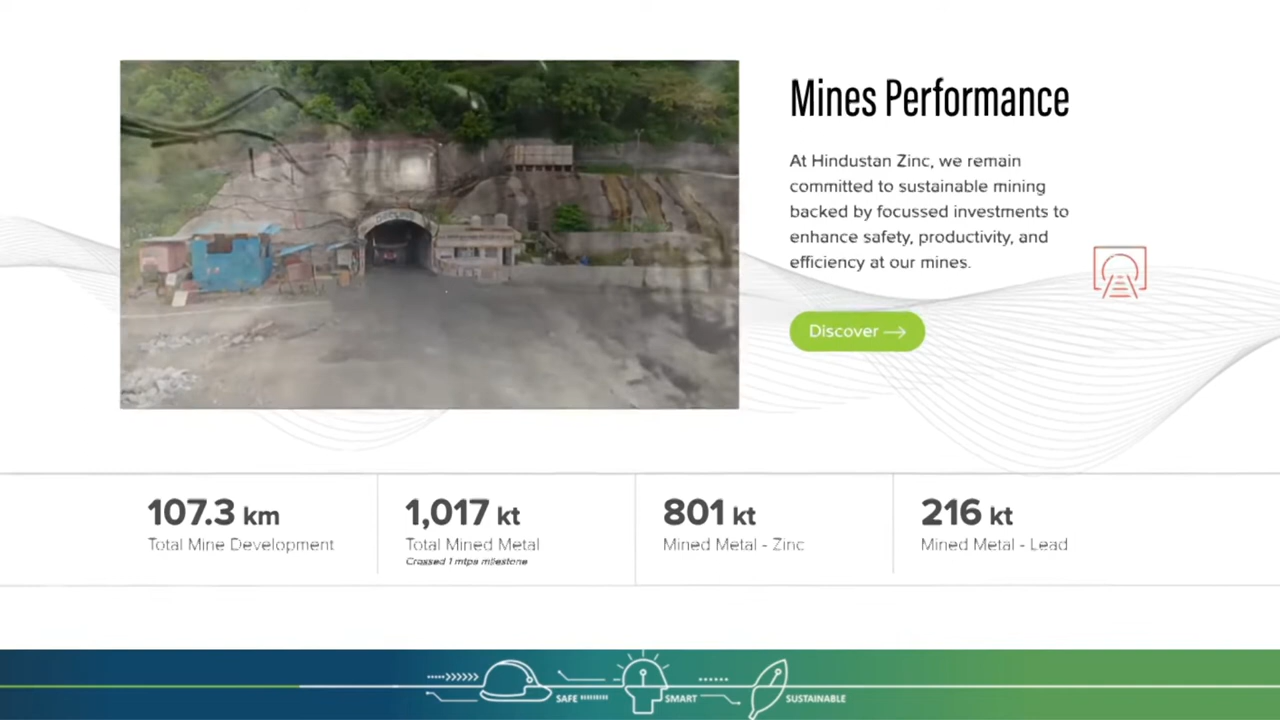 Mines Performance
At Hindustan Zinc, we remain
committed to sustainable mining
backed by focussed investments to
enhance safety, productivity, and
efficiency at our mines.
Discover
107.3 km
Total Mine Development
1,017 kt
Total Mined Metal
Crossed 1 mtpa milestone
801 kt
Mined Metal - Zinc
216 kt
Mined Metal - Lead
SAFE
SMART
SUSTAINABLE